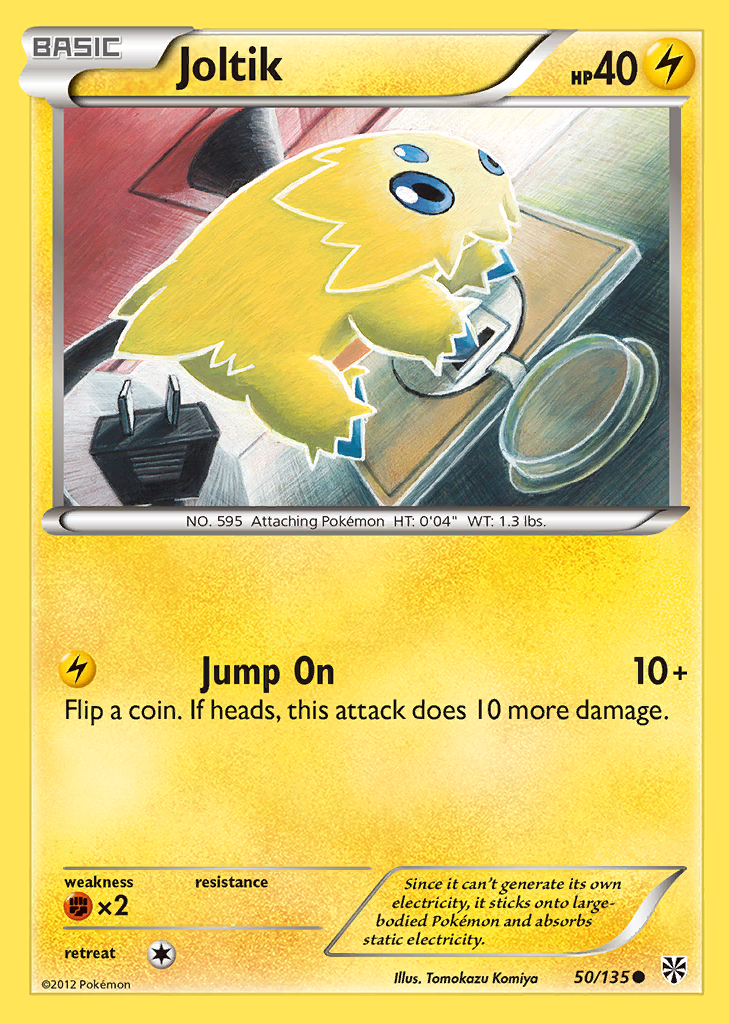 BASIC Joltik HP40
NO. 595 Attaching Pokémon HT: 0'04" WT: 1.3 lbs.
Jump On 10+
Flip a coin. If heads, this attack does 10 more damage.
weakness resistance
×2
retreat
Since it can't generate its own
electricity, it sticks onto large-
bodied Pokémon and absorbs
static electricity.
©2012 Pokémon Illus. Tomokazu Komiya 50/135